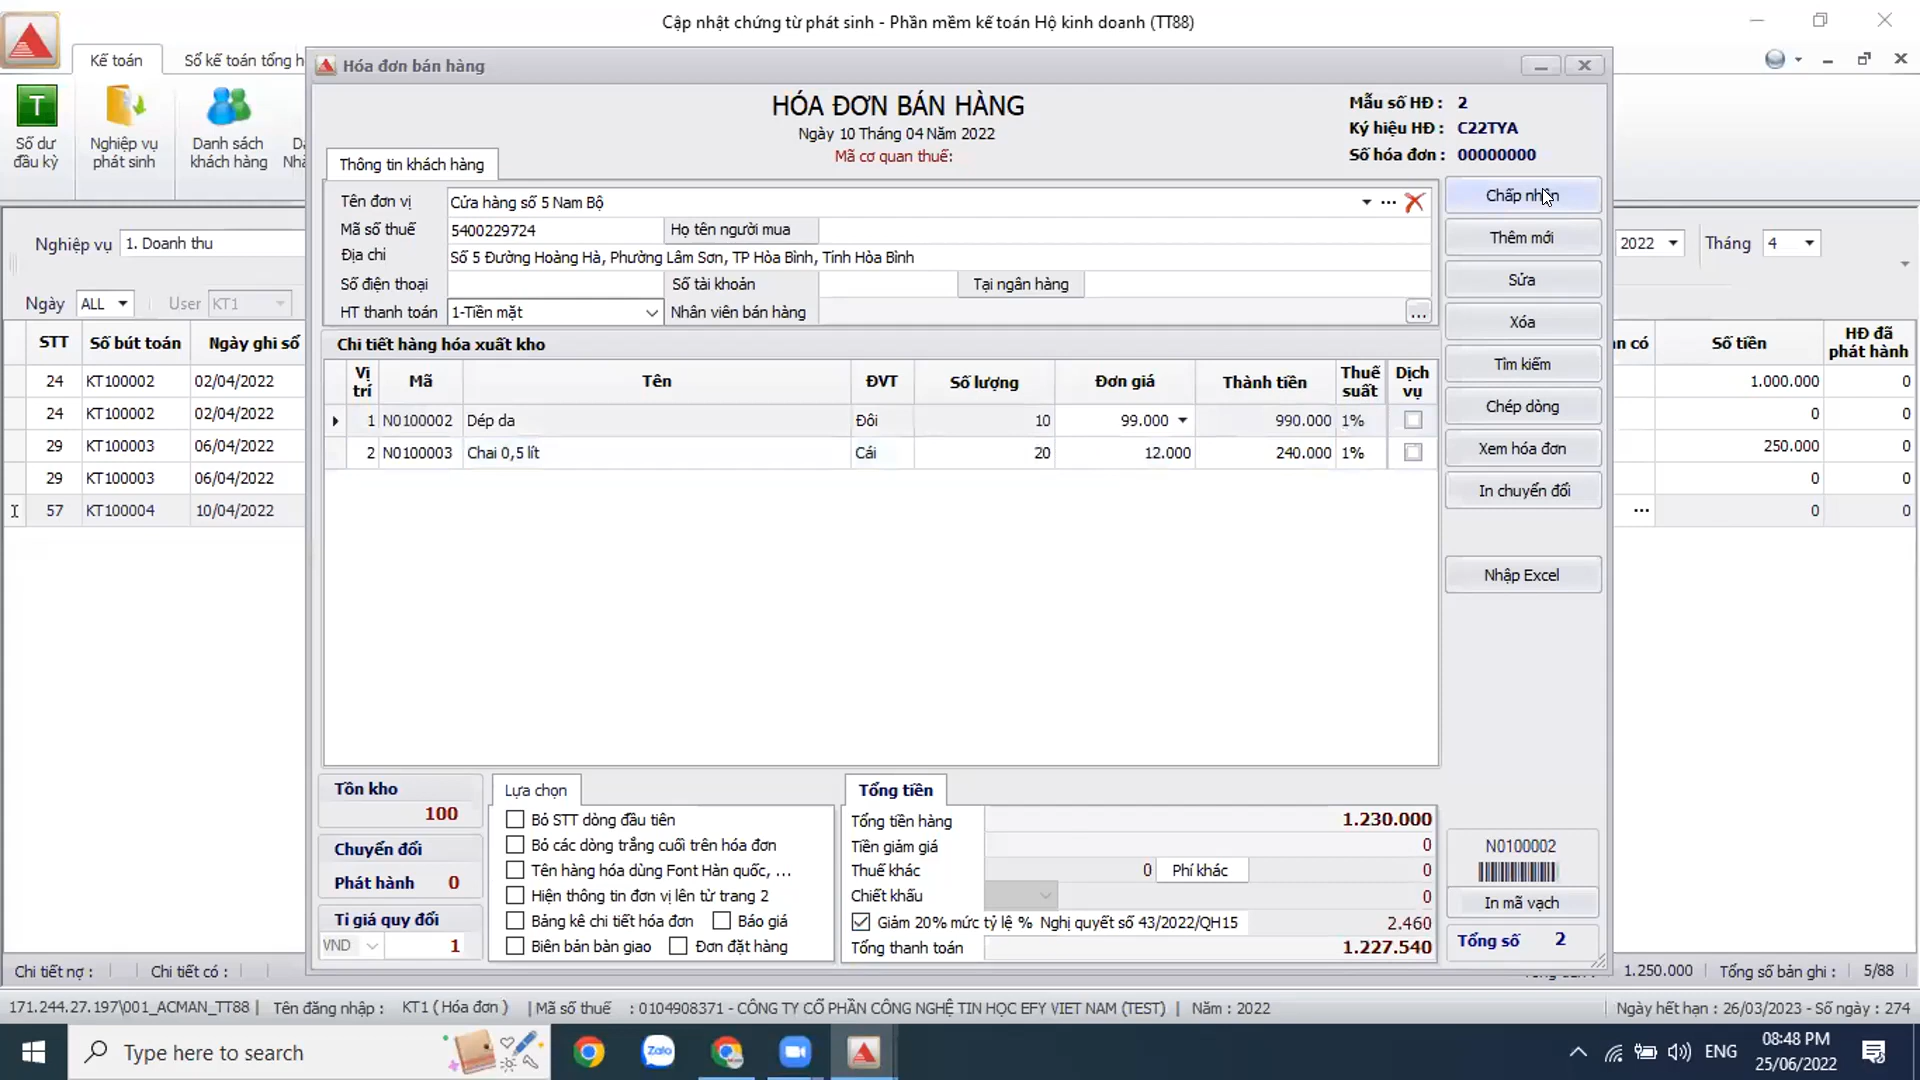 Cập nhật chứng từ phát sinh - Phần mềm kế toán Hộ kinh doanh (TT88)
Kế toán
Sổ kế toán tổng h
Số dư đầu kỳ
Nghiệp vụ phát sinh
Danh sách khách hàng
Nghiệp vụ 1. Doanh thu
2022 Tháng 4
Ngày ALL User KT1
STT Số bút toán Ngày ghi sổ
24 KT100002 02/04/2022
24 KT100002 02/04/2022
29 KT100003 06/04/2022
29 KT100003 06/04/2022
57 KT100004 10/04/2022
n có Số tiền HĐ đã phát hành
1.000.000 0
0 0
250.000 0
0 0
... 0 0
Hóa đơn bán hàng
HÓA ĐƠN BÁN HÀNG
Ngày 10 Tháng 04 Năm 2022
Mã cơ quan thuế:
Mẫu số HĐ : 2
Ký hiệu HĐ : C22TYA
Số hóa đơn : 00000000
Thông tin khách hàng
Tên đơn vị Cửa hàng số 5 Nam Bộ
Mã số thuế 5400229724 Họ tên người mua
Địa chỉ Số 5 Đường Hoàng Hà, Phường Lâm Sơn, TP Hòa Bình, Tỉnh Hòa Bình
Số điện thoại Số tài khoản Tại ngân hàng
HT thanh toán 1-Tiền mặt Nhân viên bán hàng ...
Chấp nhận
Thêm mới
Sửa
Xóa
Tìm kiếm
Chép dòng
Xem hóa đơn
In chuyển đổi
Nhập Excel
Chi tiết hàng hóa xuất kho
Vị trí Mã Tên ĐVT Số lượng Đơn giá Thành tiền Thuế suất Dịch vụ
1 N0100002 Dép da Đôi 10 99.000 990.000 1%
2 N0100003 Chai 0,5 lít Cái 20 12.000 240.000 1%
Tồn kho
100
Chuyển đổi
Phát hành 0
Tỉ giá quy đổi
VND 1
Lựa chọn
Bỏ STT dòng đầu tiên
Bỏ các dòng trắng cuối trên hóa đơn
Tên hàng hóa dùng Font Hàn quốc, ...
Hiện thông tin đơn vị lên từ trang 2
Bảng kê chi tiết hóa đơn Báo giá
Biên bản bàn giao Đơn đặt hàng
Tổng tiền
Tổng tiền hàng 1.230.000
Tiền giảm giá 0
Thuế khác 0 Phí khác 0
Chiết khấu 0
Giảm 20% mức tỷ lệ % Nghị quyết số 43/2022/QH15 2.460
Tổng thanh toán 1.227.540
N0100002
In mã vạch
Tổng số 2
Chi tiết nợ : Chi tiết có :
1.250.000 Tổng số bản ghi : 5/88
171.244.27.197\001_ACMAN_TT88 | Tên đăng nhập : KT1 ( Hóa đơn ) | Mã số thuế : 0104908371 - CÔNG TY CỔ PHẦN CÔNG NGHỆ TIN HỌC EFY VIET NAM (TEST) | Năm : 2022
Ngày hết hạn : 26/03/2023 - Số ngày : 274
Type here to search
Zalo
ENG
08:48 PM
25/06/2022